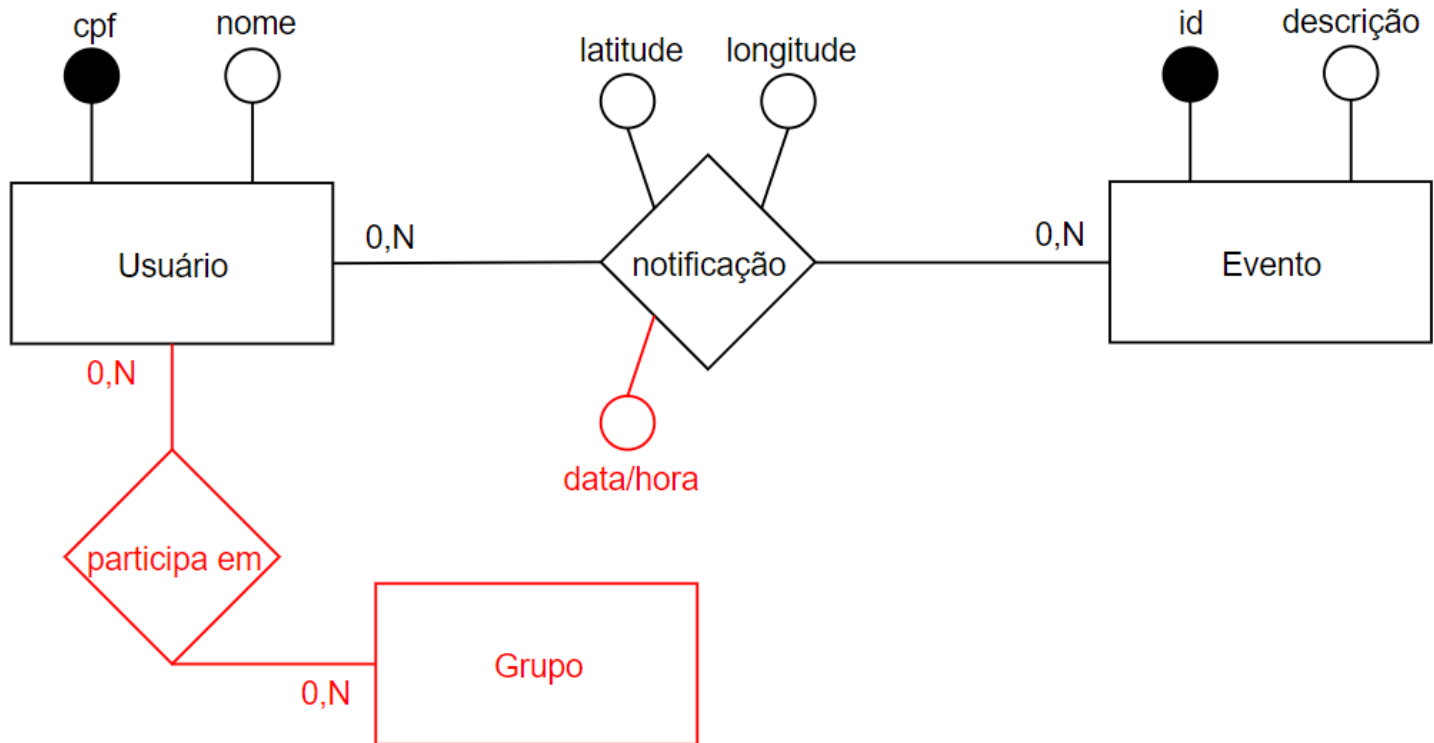 cpf
nome
latitude
longitude
id
descrição
Usuário
0,N
notificação
0,N
Evento
0,N
data/hora
participa em
0,N
Grupo